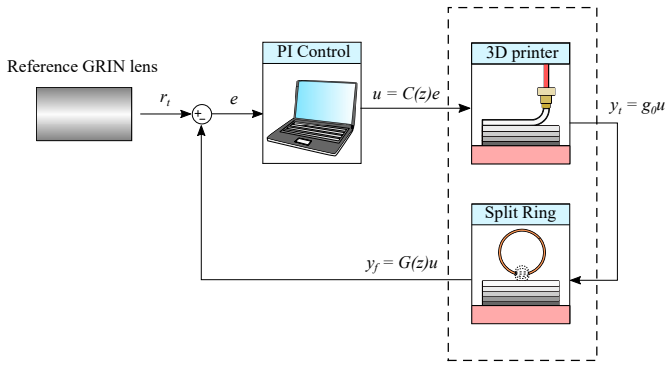 Reference GRIN lens
r_t
+
−
e
PI Control
u = C(z)e
3D printer
y_t = g_0u
Split Ring
y_f = G(z)u